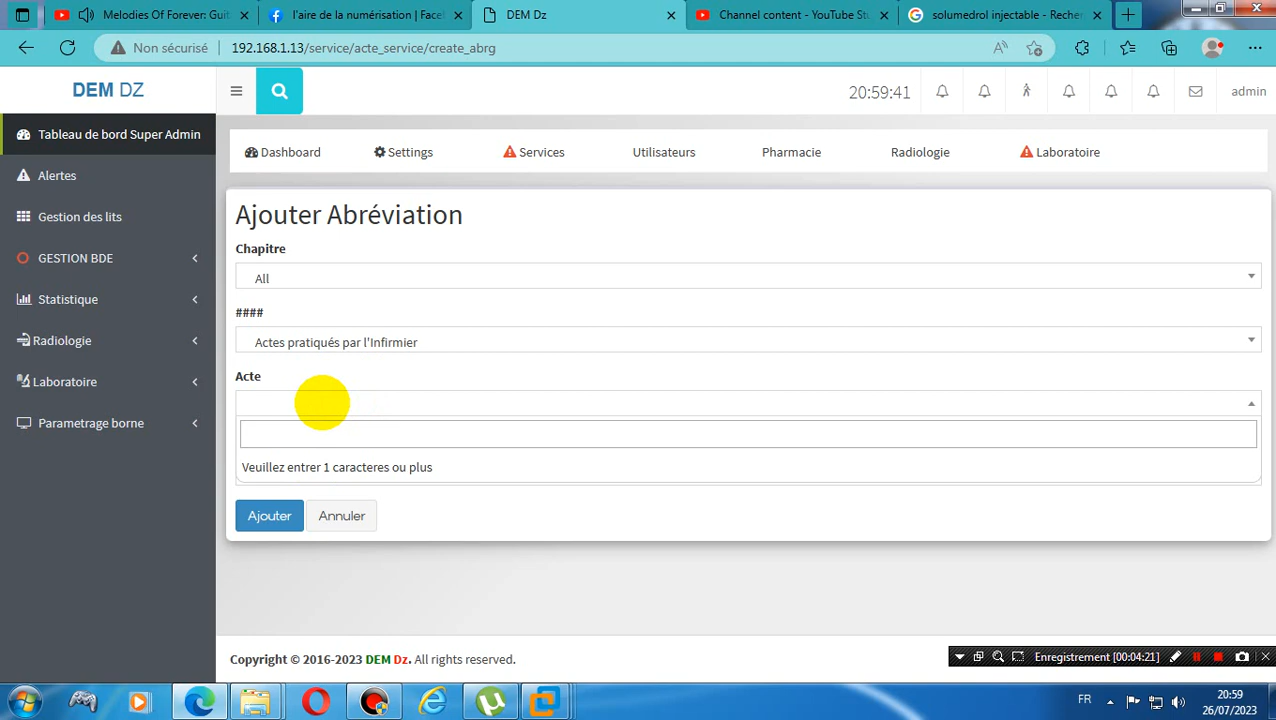 Melodies Of Forever: Guit
l'aire de la numérisation | Facel
DEM Dz
Channel content - YouTube Stu
solumedrol injectable - Recher
Non sécurisé
192.168.1.13/service/acte_service/create_abrg
DEM DZ
20:59:41
admin
Tableau de bord Super Admin
Alertes
Gestion des lits
GESTION BDE
Statistique
Radiologie
Laboratoire
Parametrage borne
Dashboard
Settings
Services
Utilisateurs
Pharmacie
Radiologie
Laboratoire
Ajouter Abréviation
Chapitre
All
####
Actes pratiqués par l'Infirmier
Acte
Veuillez entrer 1 caracteres ou plus
Ajouter
Annuler
Copyright © 2016-2023 DEM Dz. All rights reserved.
Enregistrement [00:04:21]
FR
20:59
26/07/2023